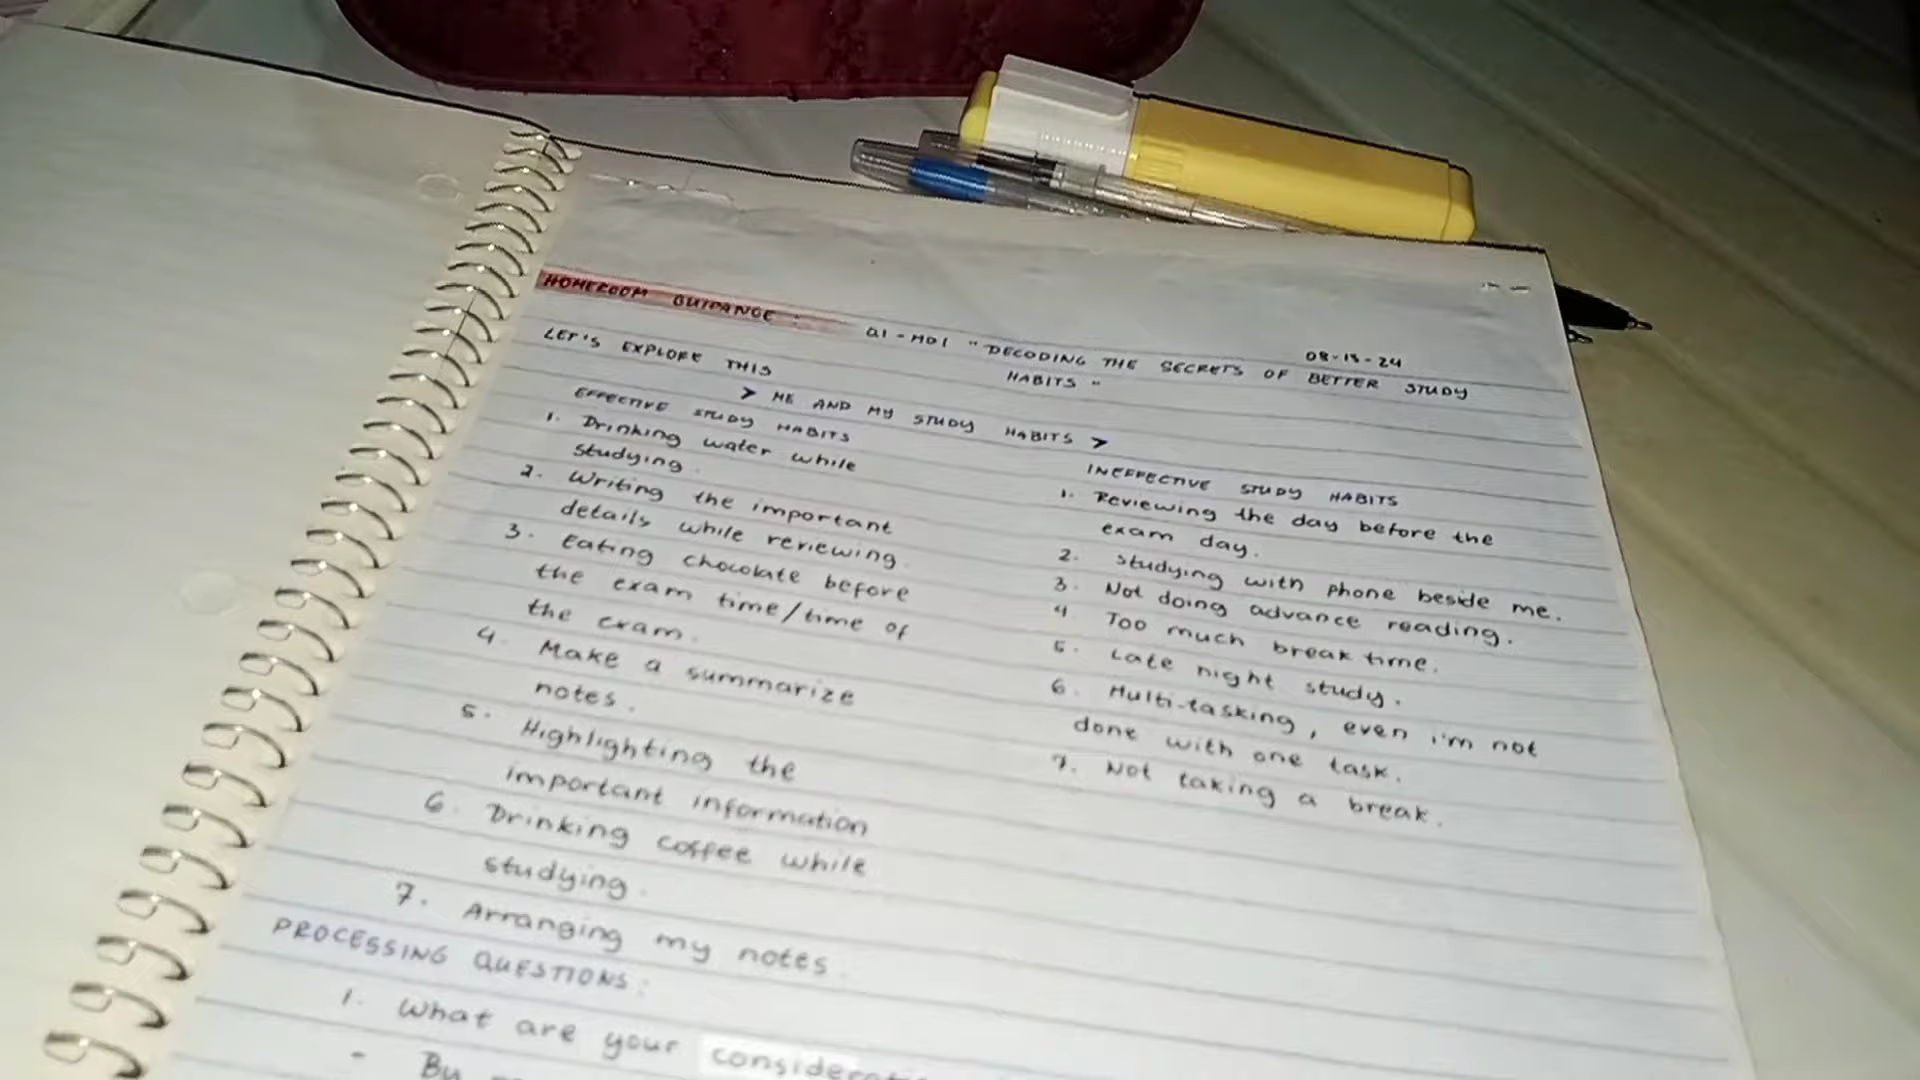 HOMEROOM GUIDANCE :
08-13-24
Q1 - MD1 "DECODING THE SECRETS OF BETTER STUDY
HABITS"
LET'S EXPLORE THIS
> ME AND MY STUDY HABITS >
EFFECTIVE STUDY HABITS
1. Drinking water while
studying.
2. Writing the important
details while reviewing.
3. Eating chocolate before
the exam time/time of
the exam.
4. Make a summarize
notes.
5. Highlighting the
important information
6. Drinking coffee while
studying.
7. Arranging my notes.
INEFFECTIVE STUDY HABITS
1. Reviewing the day before the
exam day.
2. Studying with phone beside me.
3. Not doing advance reading.
4 Too much break time.
5. Late night study.
6. Multi-tasking, even i'm not
done with one task.
7. Not taking a break.
PROCESSING QUESTIONS:
1. What are your
- By